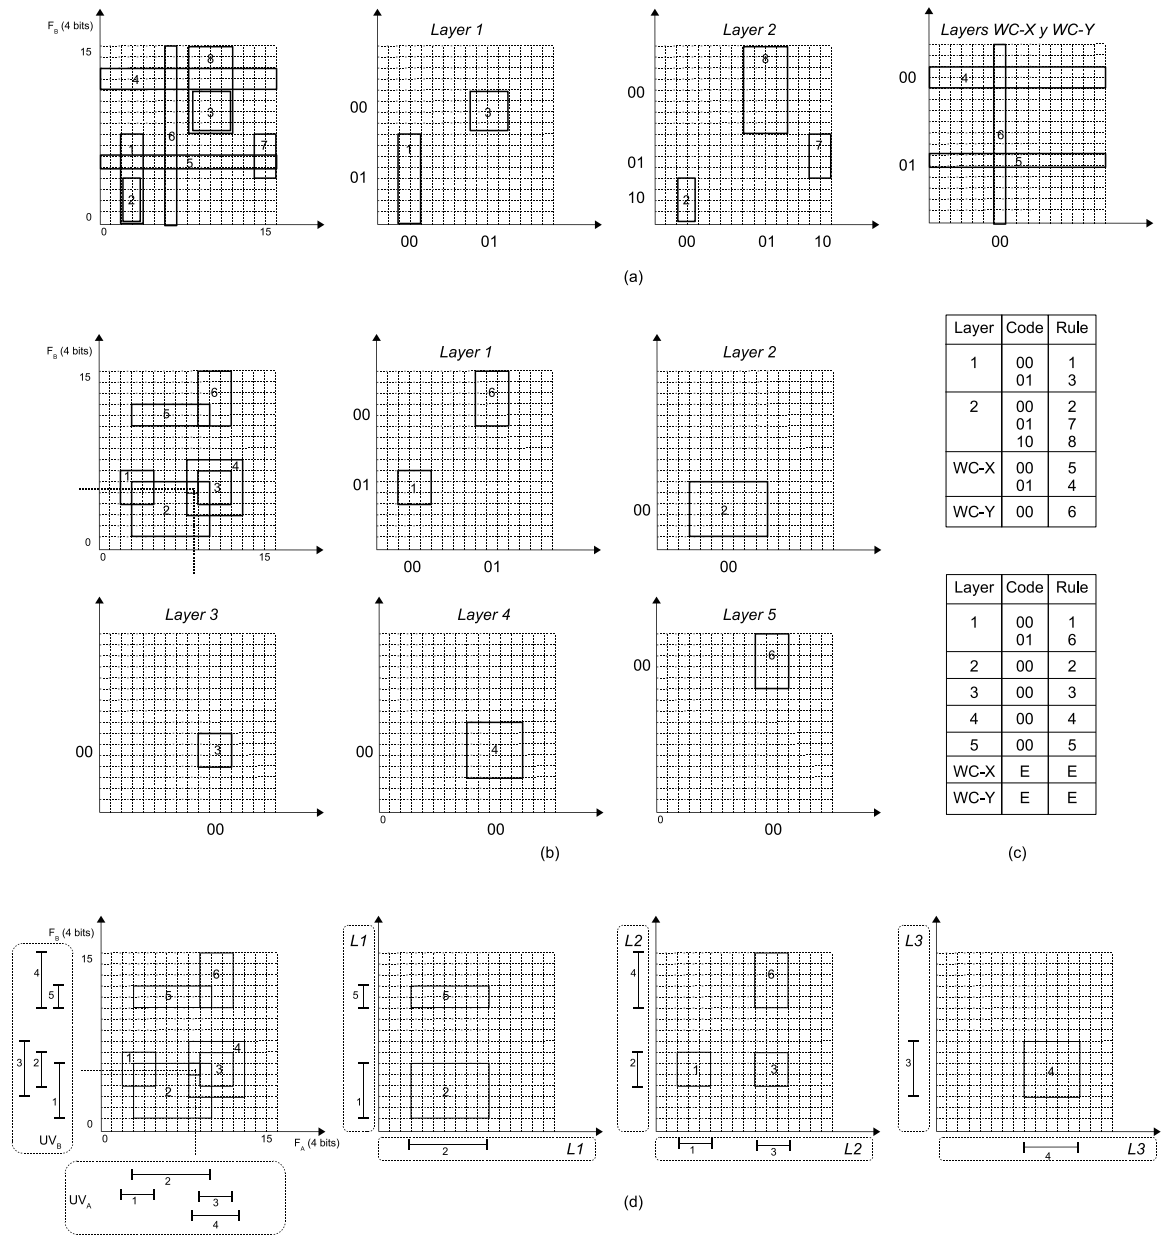 F_B (4 bits)
Layer 1
Layer 2
Layers WC-X y WC-Y
15
8
8
4
00
4
3
00
3
00
6
6
1
7
1
7
5
01
5
01
01
2
10
2
0
0
15
00
01
00
01
10
00
(a)
F_B (4 bits)
Layer 1
Layer 2
15
6
00
6
5
1
4
3
01
1
2
00
2
0
0
15
00
01
00
Layer Code Rule
1 00 1
01 3
2 00 2
01 7
10 8
WC-X 00 5
01 4
WC-Y 00 6
Layer 3
Layer 4
Layer 5
00
6
00
3
00
4
0
0
00
00
00
(b)
Layer Code Rule
1 00 1
01 6
2 00 2
3 00 3
4 00 4
5 00 5
WC-X E E
WC-Y E E
(c)
F_B (4 bits)
15
4
5
3
2
1
UV_B
6
5
1
4
3
2
0
0
15
F_A (4 bits)
UV_A
2
1
3
4
L1
5
1
5
2
2
L1
L2
4
2
6
1
3
1
3
L2
L3
3
4
4
L3
(d)